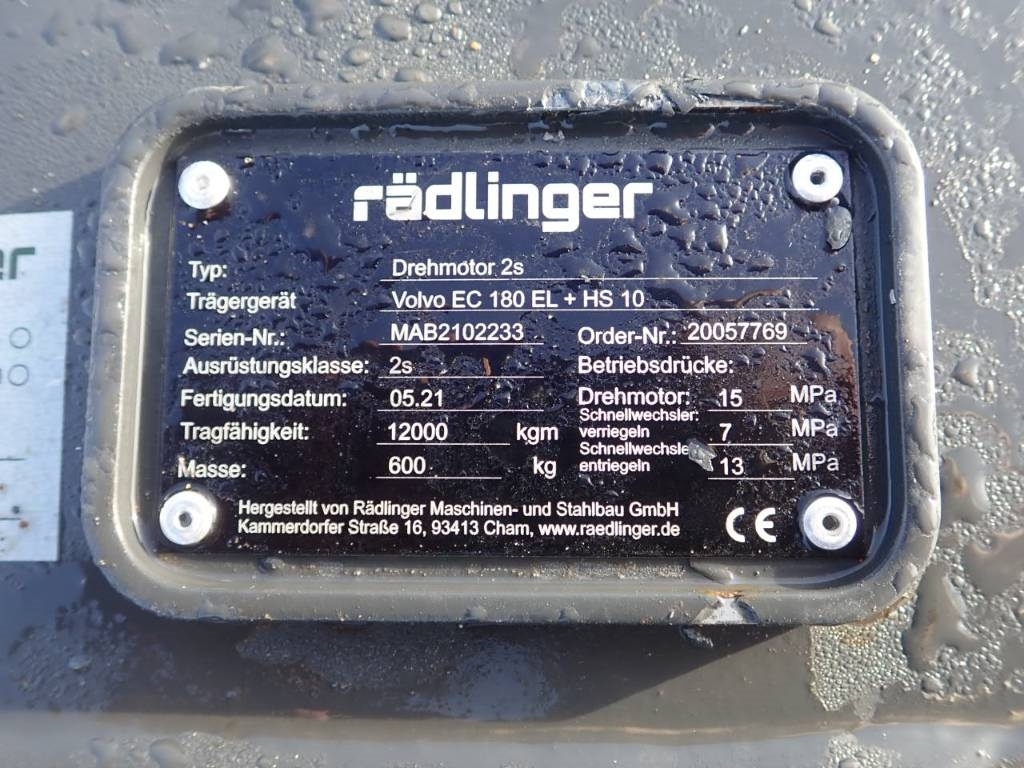 rädlinger
Typ: Drehmotor 2s
Trägergerät Volvo EC 180 EL + HS 10
Serien-Nr.: MAB2102233 Order-Nr.: 20057769
Ausrüstungsklasse: 2s Betriebsdrücke:
Fertigungsdatum: 05.21 Drehmotor: 15 MPa
Tragfähigkeit: 12000 kgm Schnellwechsler: verriegeln 7 MPa
Masse: 600 kg Schnellwechsle entriegeln 13 MPa
Hergestellt von Rädlinger Maschinen- und Stahlbau GmbH
Kammerdorfer Straße 16, 93413 Cham, www.raedlinger.de
CE